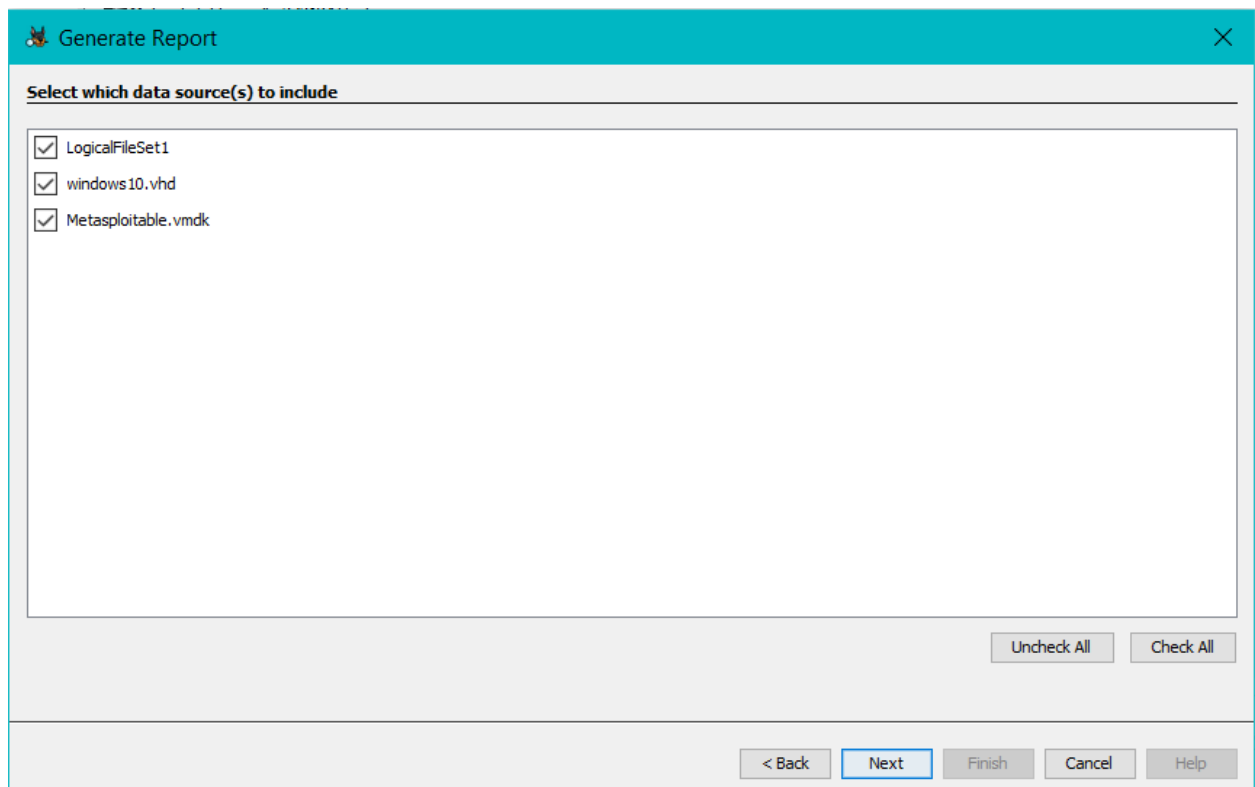 Generate Report
Select which data source(s) to include
LogicalFileSet1
windows10.vhd
Metasploitable.vmdk
Uncheck All Check All
< Back Next Finish Cancel Help